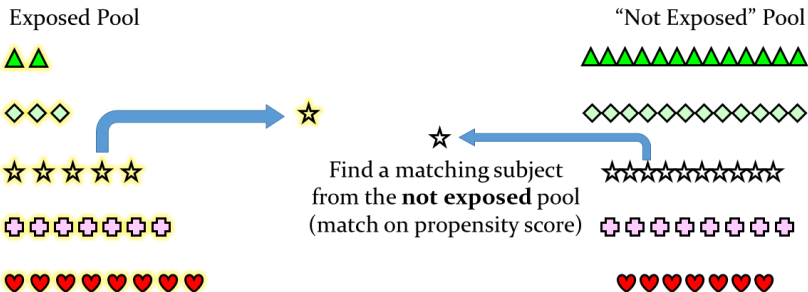 Exposed Pool
“Not Exposed” Pool
Find a matching subject
from the not exposed pool
(match on propensity score)